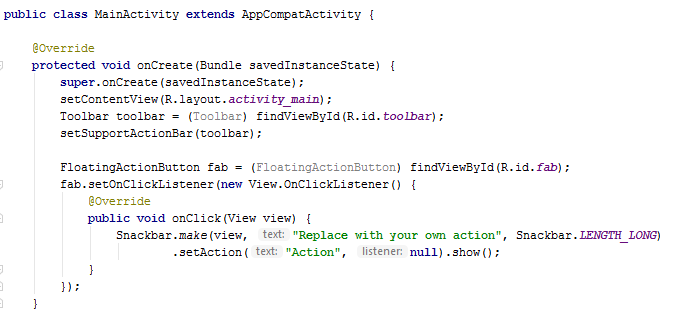 public class MainActivity extends AppCompatActivity {
@Override
protected void onCreate(Bundle savedInstanceState) {
super.onCreate(savedInstanceState);
setContentView(R.layout.activity_main);
Toolbar toolbar = (Toolbar) findViewById(R.id.toolbar);
setSupportActionBar(toolbar);
FloatingActionButton fab = (FloatingActionButton) findViewById(R.id.fab);
fab.setOnClickListener(new View.OnClickListener() {
@Override
public void onClick(View view) {
Snackbar.make(view, text: "Replace with your own action", Snackbar.LENGTH_LONG)
.setAction( text: "Action", listener: null).show();
}
});
}